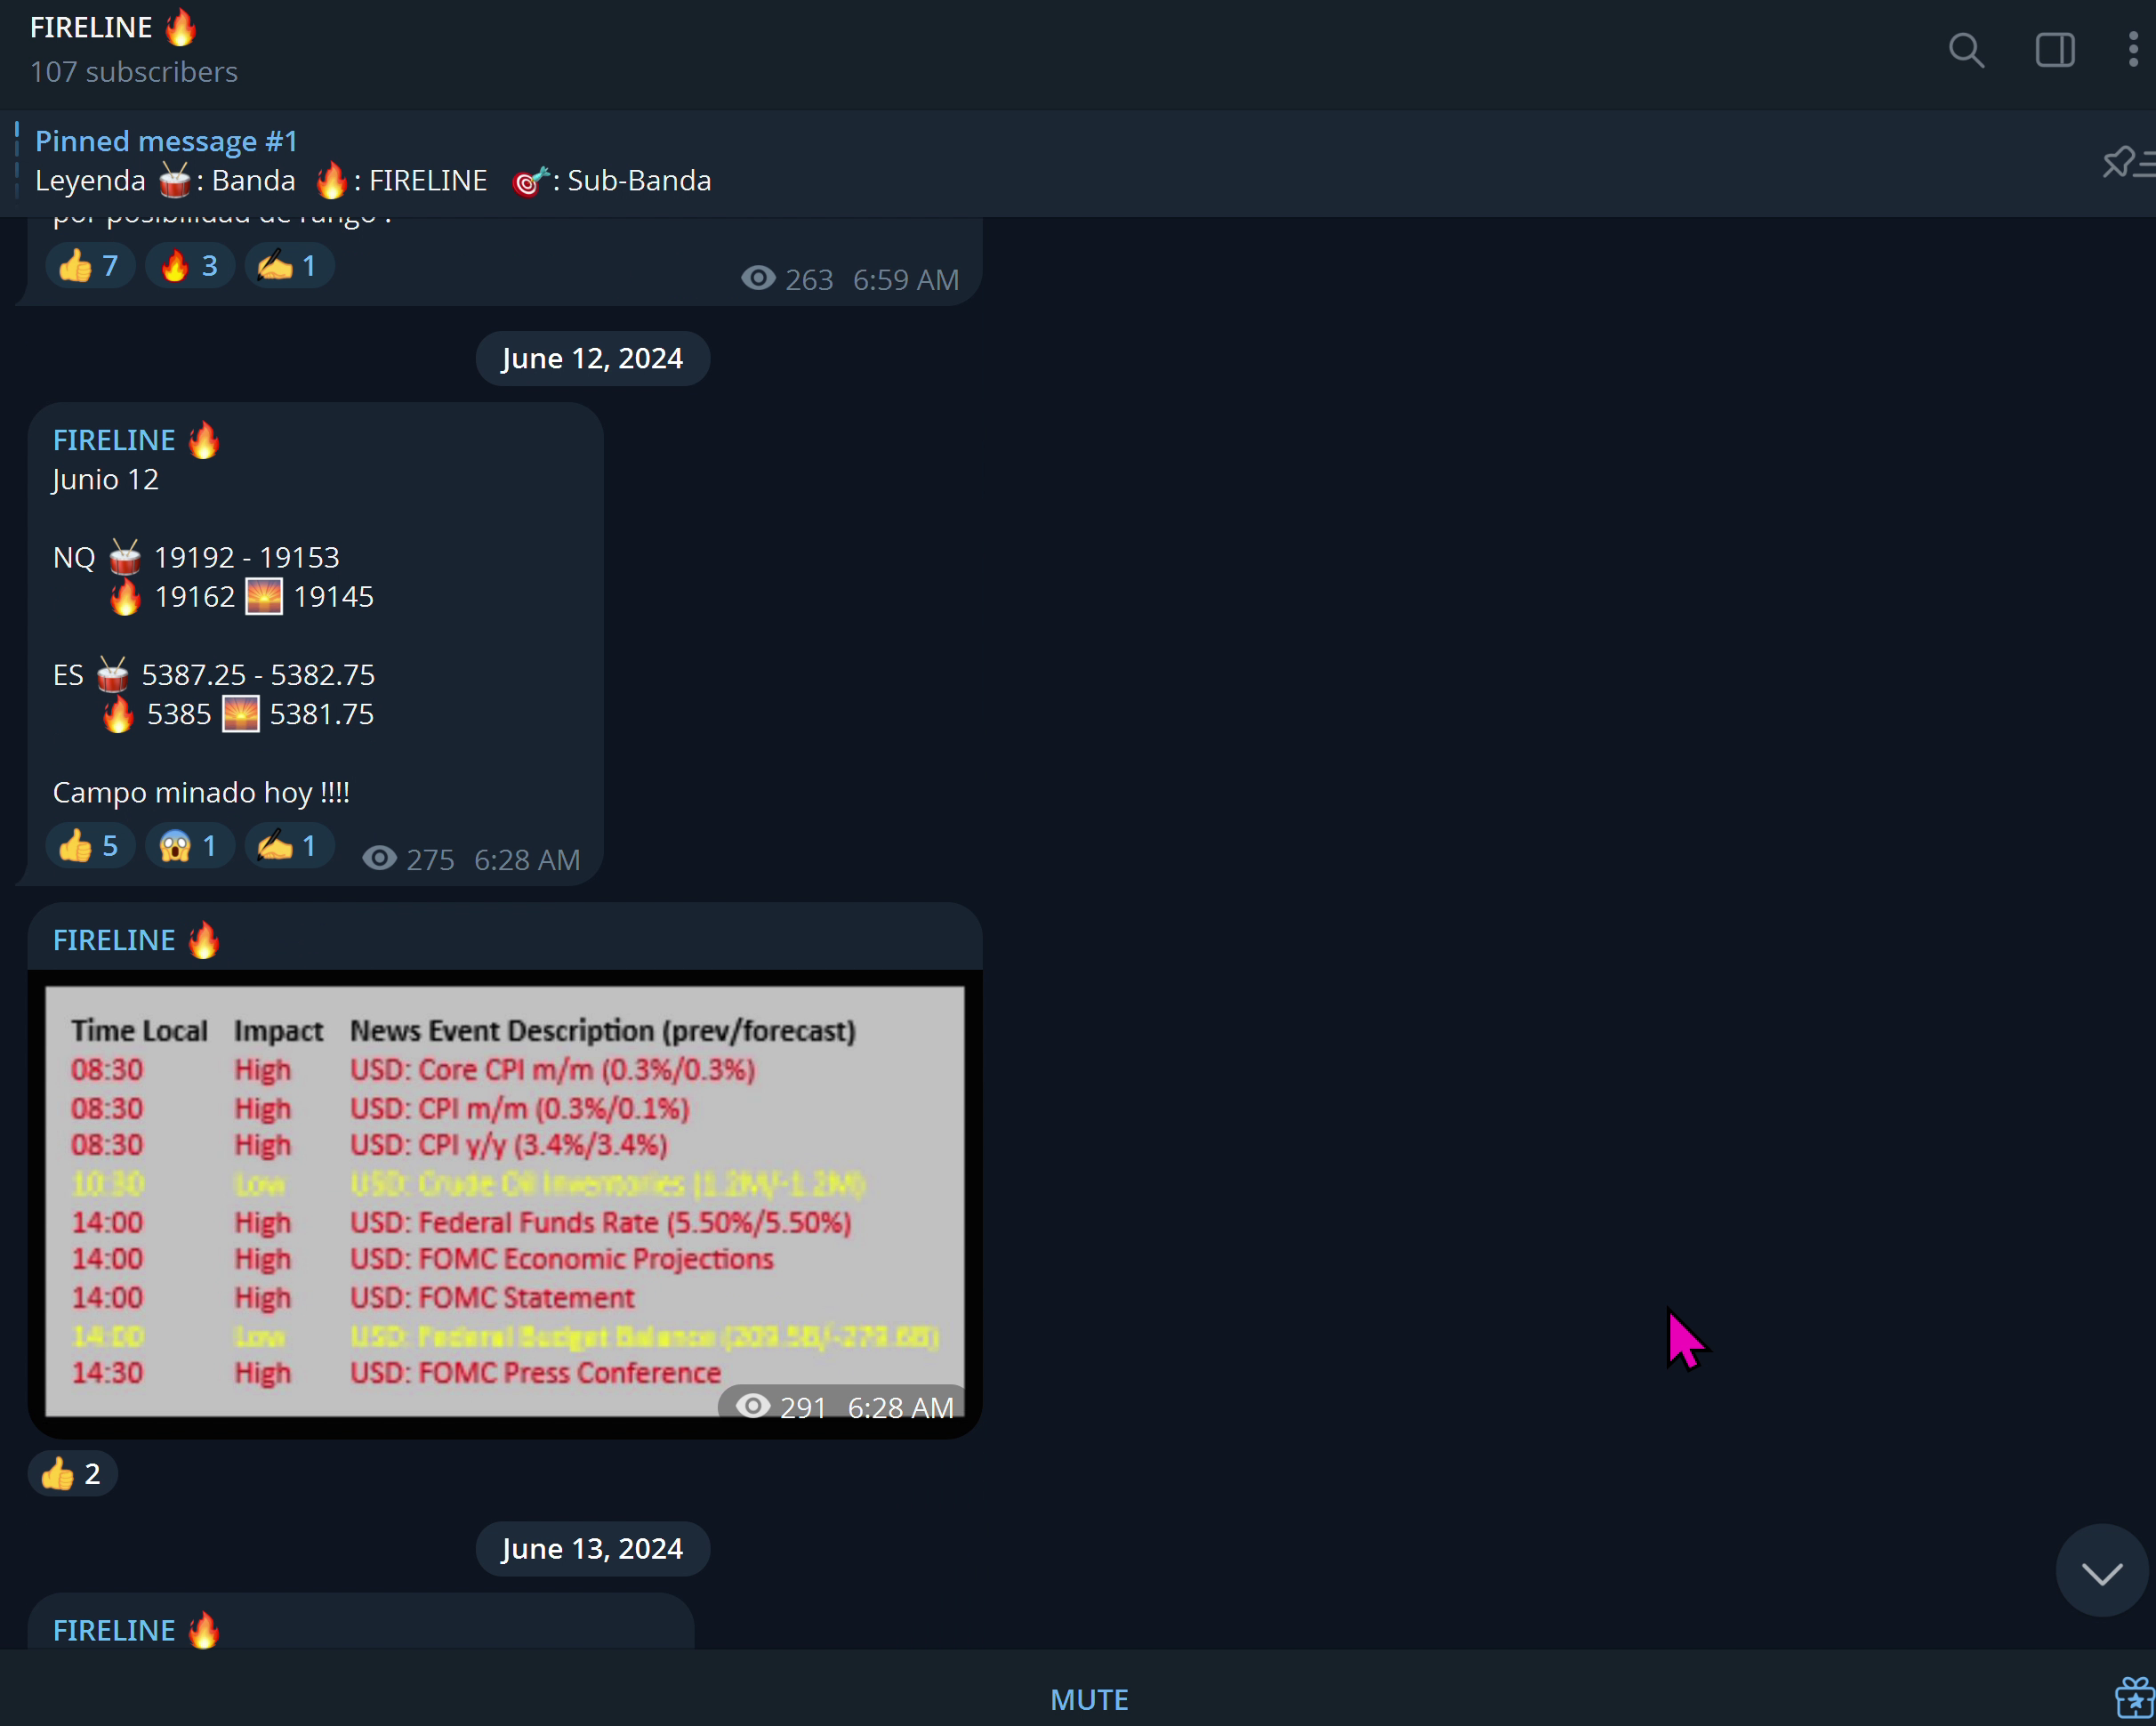 FIRELINE 🔥
107 subscribers
Pinned message #1
Leyenda 🥁: Banda 🔥: FIRELINE 🎯: Sub-Banda
por posibilidad de rango .
👍 7 🔥 3 ✍ 1 263 6:59 AM
June 12, 2024
FIRELINE 🔥
Junio 12
NQ 🥁 19192 - 19153
🔥 19162 🌅 19145
ES 🥁 5387.25 - 5382.75
🔥 5385 🌅 5381.75
Campo minado hoy !!!!
👍 5 😱 1 ✍ 1 275 6:28 AM
FIRELINE 🔥
Time Local Impact News Event Description (prev/forecast)
08:30 High USD: Core CPI m/m (0.3%/0.3%)
08:30 High USD: CPI m/m (0.3%/0.1%)
08:30 High USD: CPI y/y (3.4%/3.4%)
10:30 Low USD: Crude Oil Inventories (1.2M/-1.2M)
14:00 High USD: Federal Funds Rate (5.50%/5.50%)
14:00 High USD: FOMC Economic Projections
14:00 High USD: FOMC Statement
14:00 Low USD: Federal Budget Balance
14:30 High USD: FOMC Press Conference
291 6:28 AM
👍 2
June 13, 2024
FIRELINE 🔥
MUTE